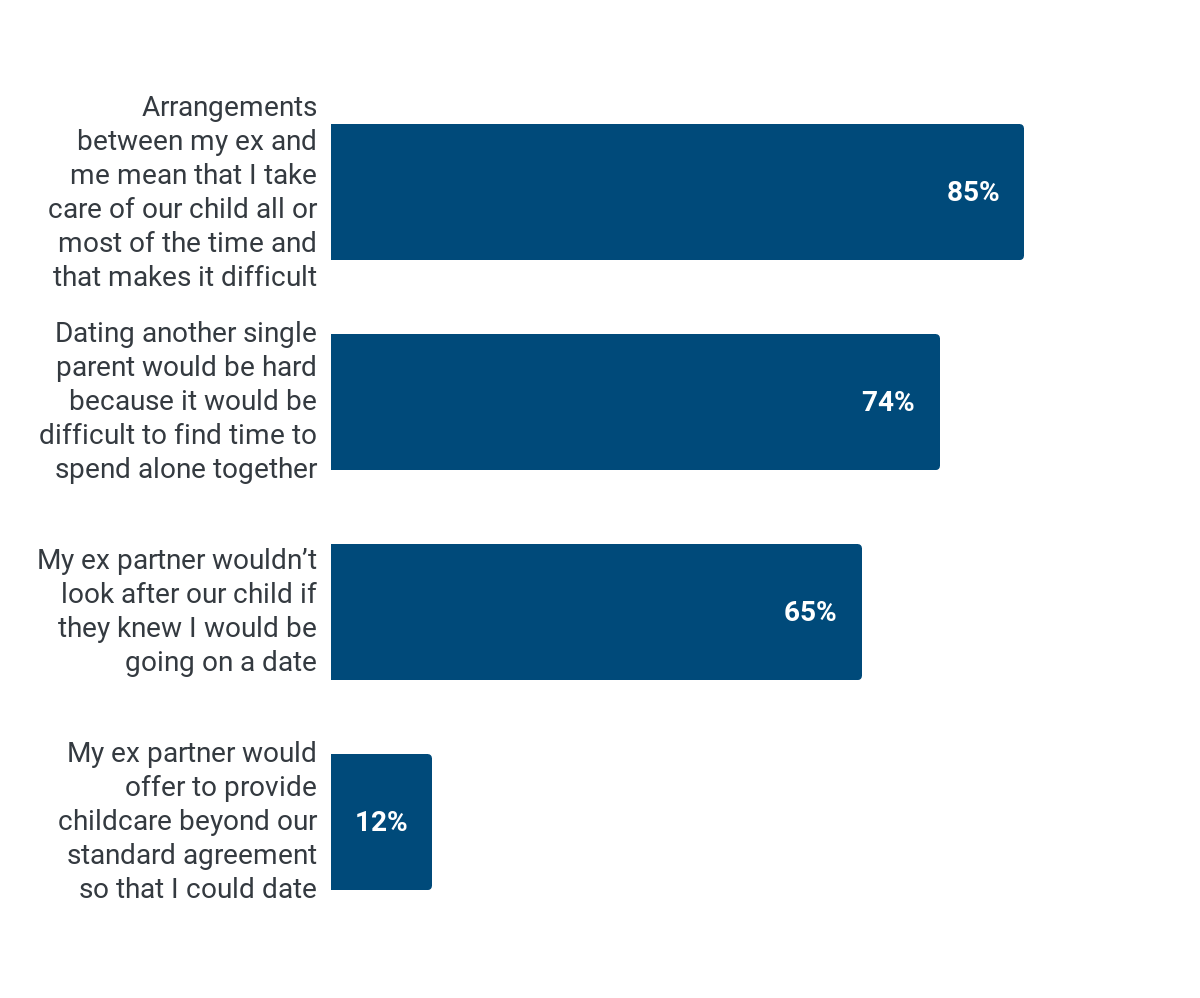 Arrangements
between my ex and
me mean that I take
care of our child all or
most of the time and
that makes it difficult
85%
Dating another single
parent would be hard
because it would be
difficult to find time to
spend alone together
74%
My ex partner wouldn’t
look after our child if
they knew I would be
going on a date
65%
My ex partner would
offer to provide
childcare beyond our
standard agreement
so that I could date
12%